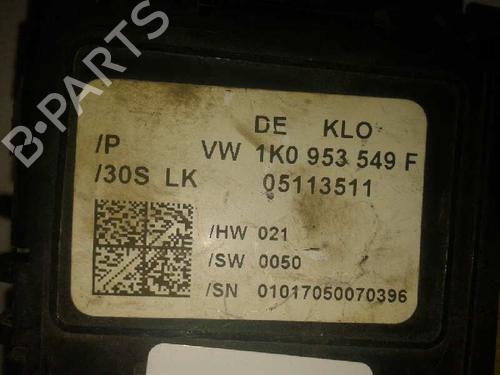 B-PARTS
DE KLO
/P VW 1K0 953 549 F
/30S LK 05113511
/HW 021
/SW 0050
/SN 01017050070396